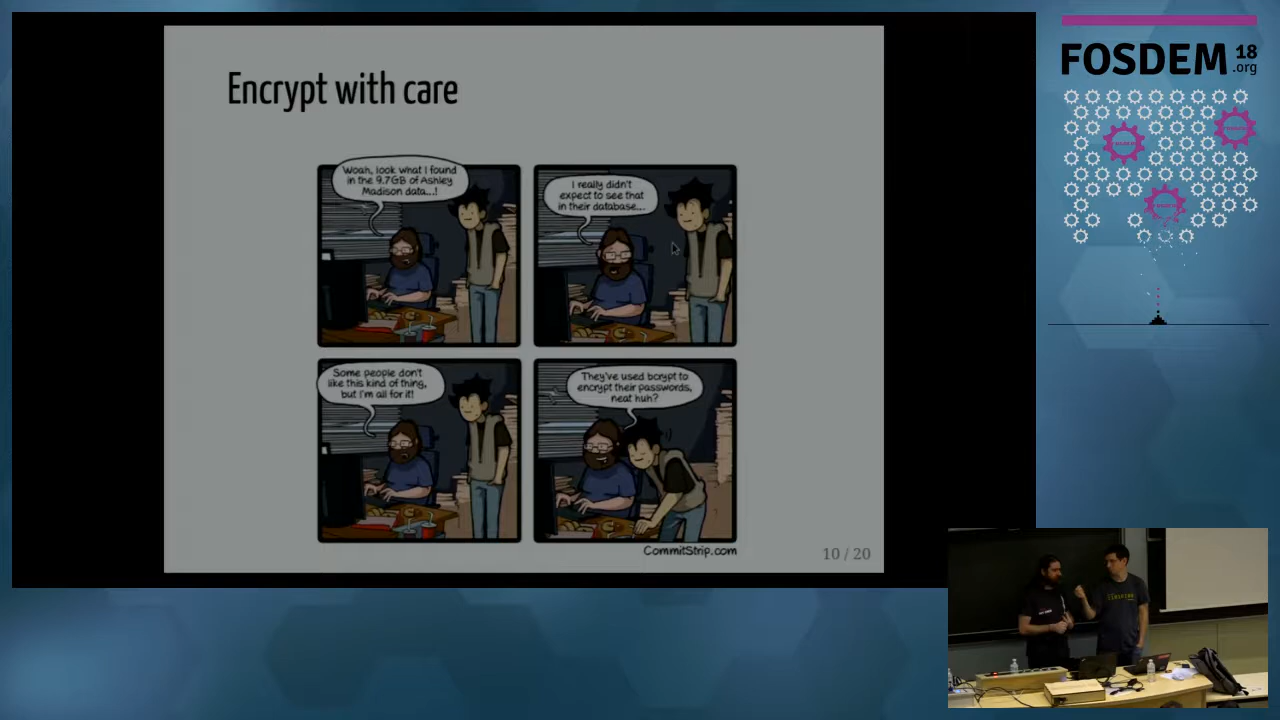 Encrypt with care
Woah, look what I found
in the 9.7GB of Ashley
Madison data...!
I really didn't
expect to see that
in their database...
Some people don't
like this kind of thing,
but I'm all for it!
They've used bcrypt to
encrypt their passwords,
neat huh?
CommitStrip.com
10 / 20
FOSDEM 18
.org